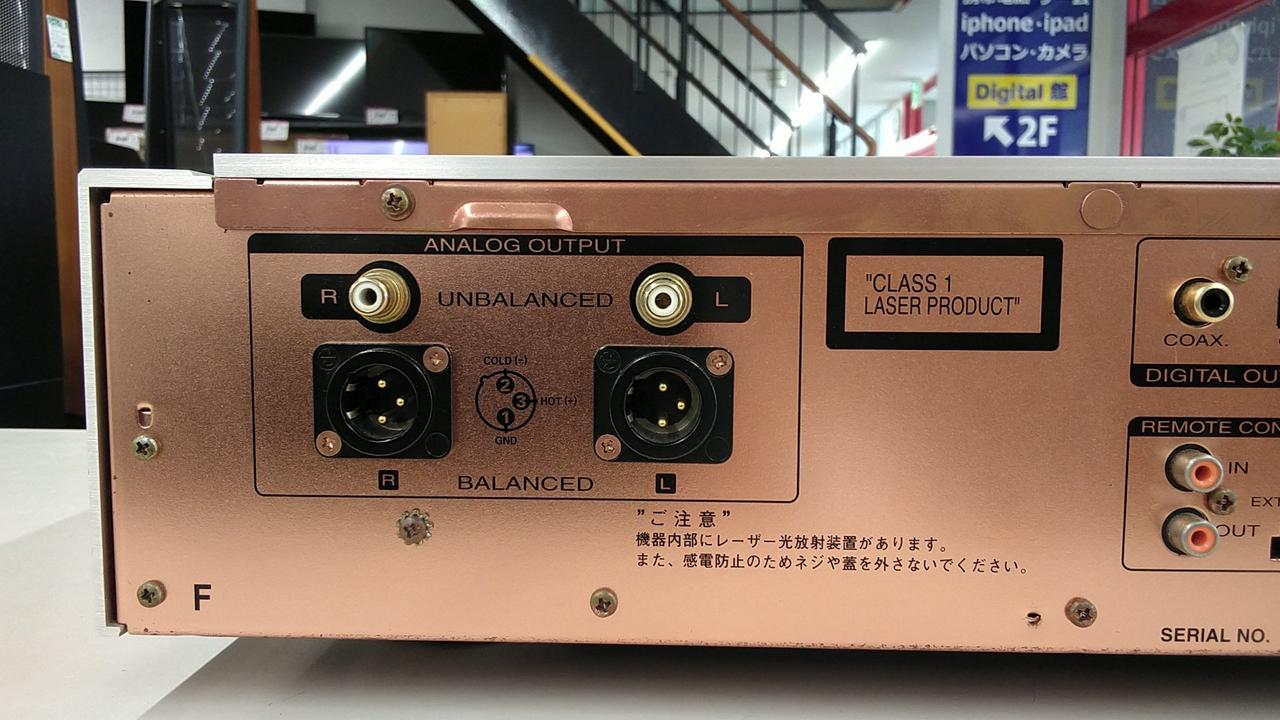 iphone・ipad
パソコン・カメラ
Digital 館
2F
ANALOG OUTPUT
R UNBALANCED L
COLD (-)
2
3 HOT (+)
1
GND
R BALANCED L
"CLASS 1
LASER PRODUCT"
COAX.
DIGITAL OU
REMOTE CON
IN
EXT
OUT
"ご注意"
機器内部にレーザー光放射装置があります。
また、感電防止のためネジや蓋を外さないでください。
F
SERIAL NO.